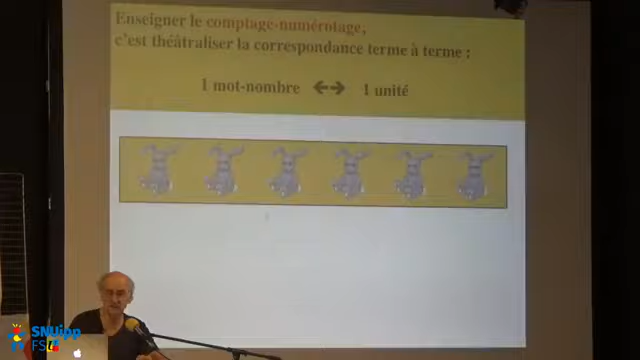 Enseigner le comptage-numérotage,
c'est théâtraliser la correspondance terme à terme :
1 mot-nombre ↔ 1 unité
SNUipp
FSU